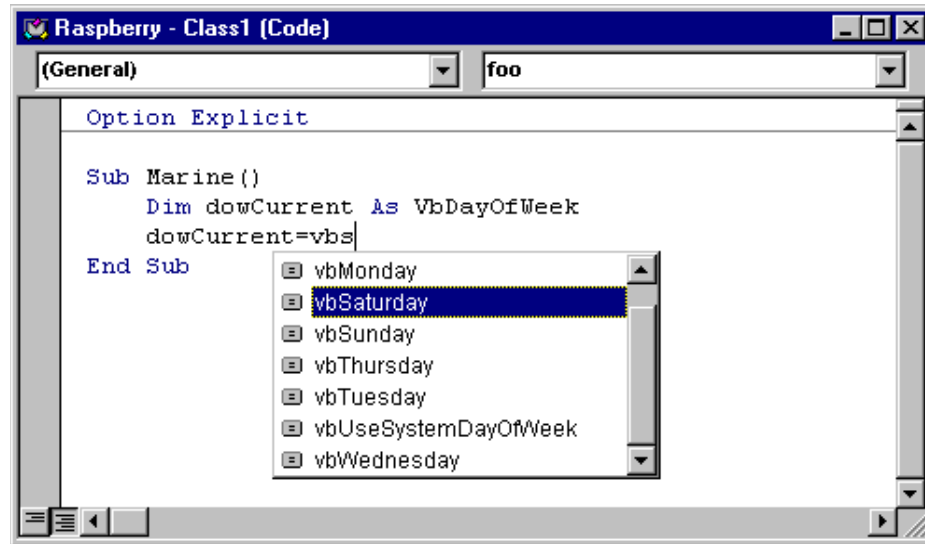 Raspberry - Class1 (Code)
(General) foo
Option Explicit
Sub Marine()
Dim dowCurrent As VbDayOfWeek
dowCurrent=vbs
End Sub
vbMonday
vbSaturday
vbSunday
vbThursday
vbTuesday
vbUseSystemDayOfWeek
vbWednesday